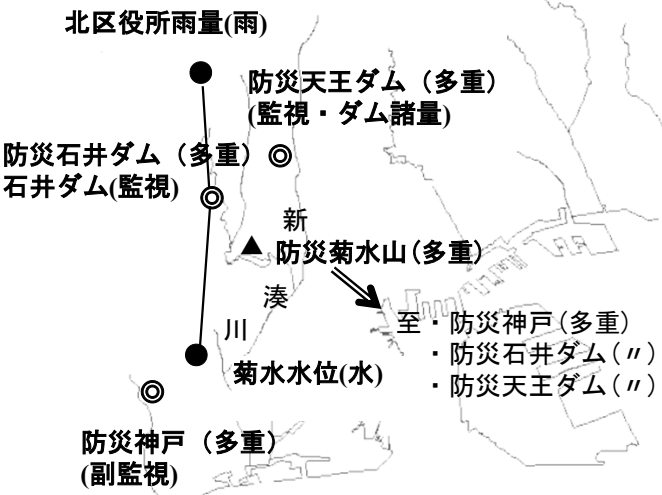 北区役所雨量(雨)
防災天王ダム（多重）
(監視・ダム諸量)
防災石井ダム（多重）
石井ダム(監視)
新
防災菊水山(多重)
湊
川
至・防災神戸(多重)
・防災石井ダム(〃)
・防災天王ダム(〃)
菊水水位(水)
防災神戸（多重）
(副監視)